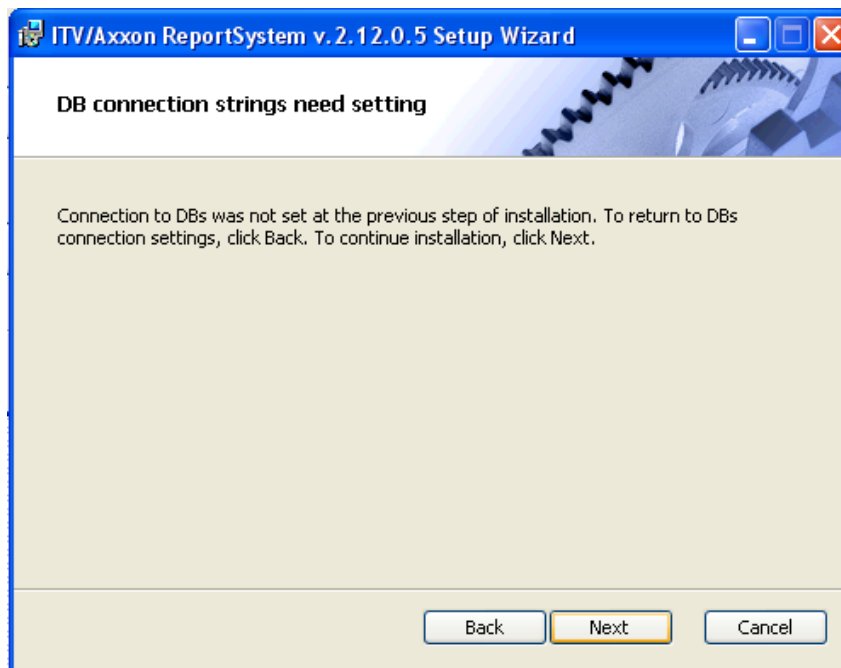 ITV/Axxon ReportSystem v.2.12.0.5 Setup Wizard
DB connection strings need setting
Connection to DBs was not set at the previous step of installation. To return to DBs
connection settings, click Back. To continue installation, click Next.
Back Next Cancel